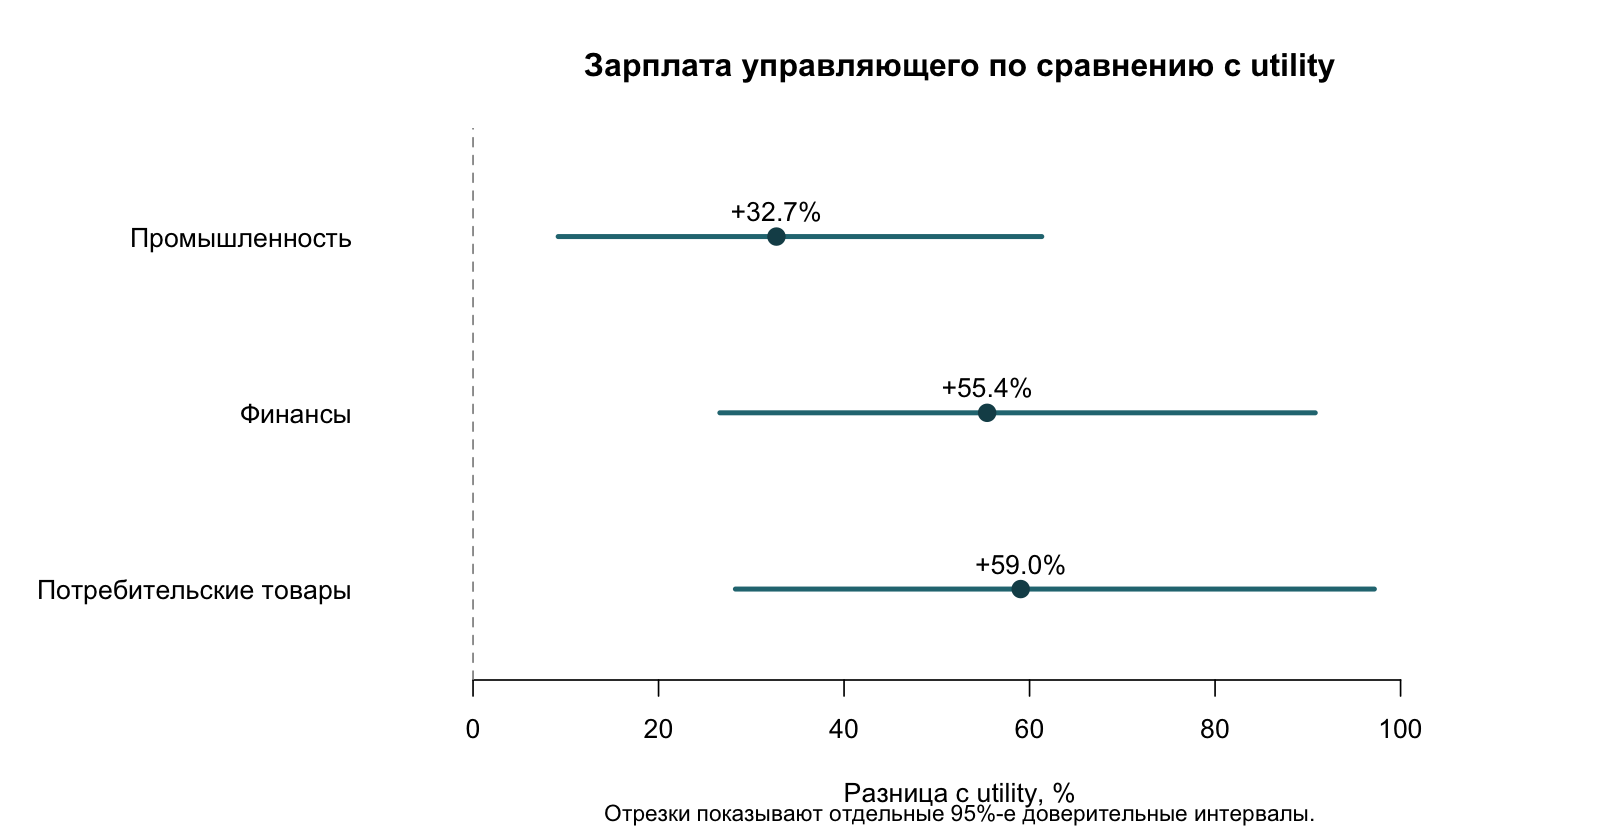 Зарплата управляющего по сравнению с utility
+32.7%
Промышленность
+55.4%
Финансы
+59.0%
Потребительские товары
0 20 40 60 80 100
Разница с utility, %
Отрезки показывают отдельные 95%-е доверительные интервалы.